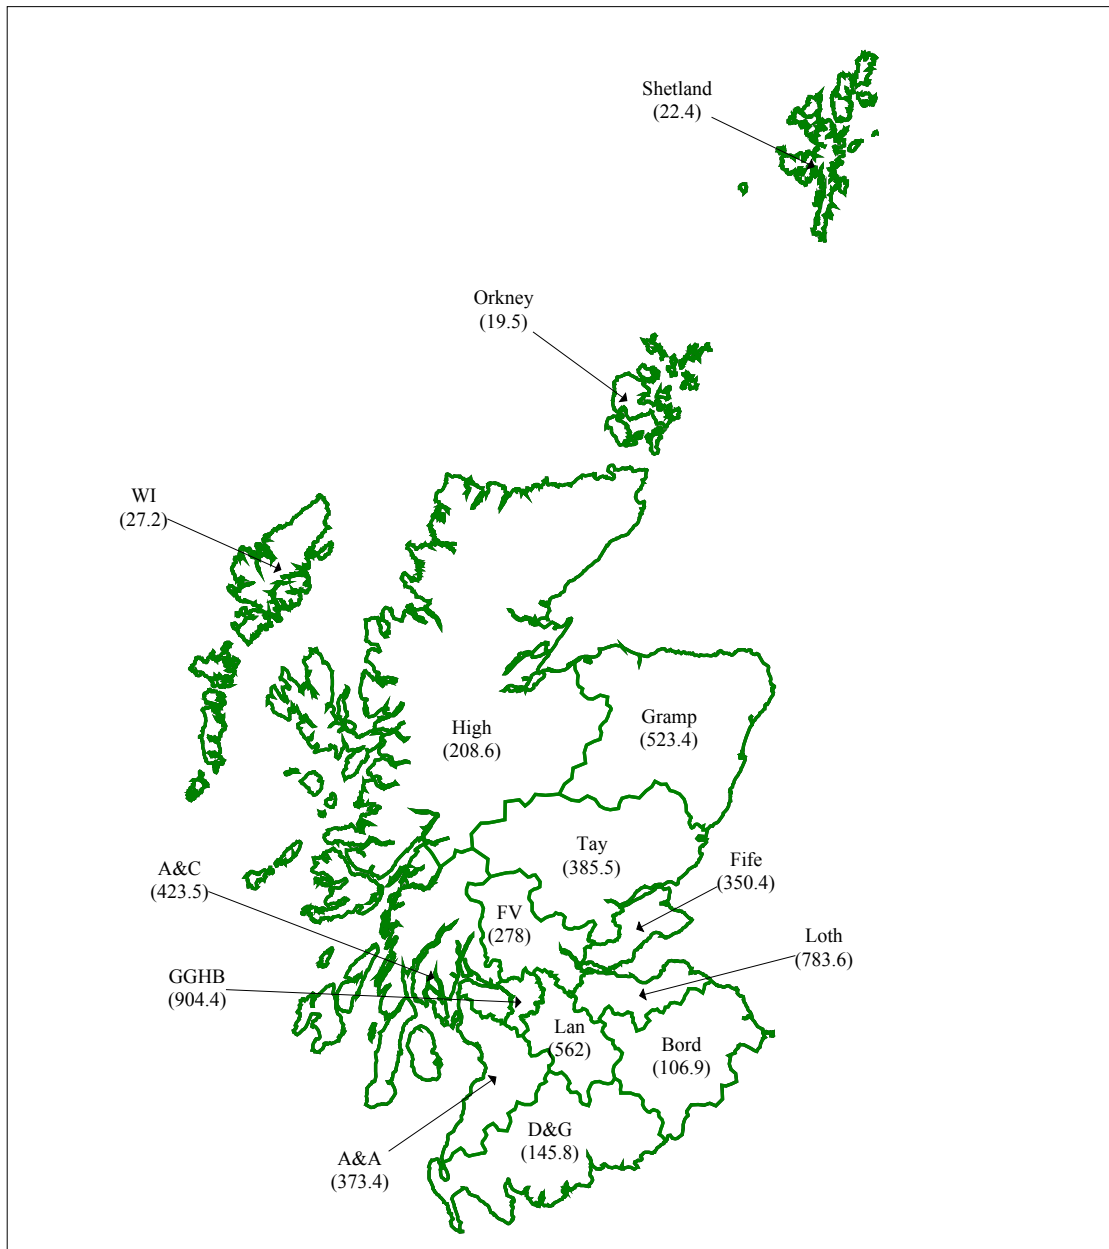 Shetland
(22.4)
Orkney
(19.5)
WI
(27.2)
High
(208.6)
Gramp
(523.4)
Tay
(385.5)
Fife
(350.4)
A&C
(423.5)
FV
(278)
Loth
(783.6)
GGHB
(904.4)
Lan
(562)
Bord
(106.9)
D&G
(145.8)
A&A
(373.4)